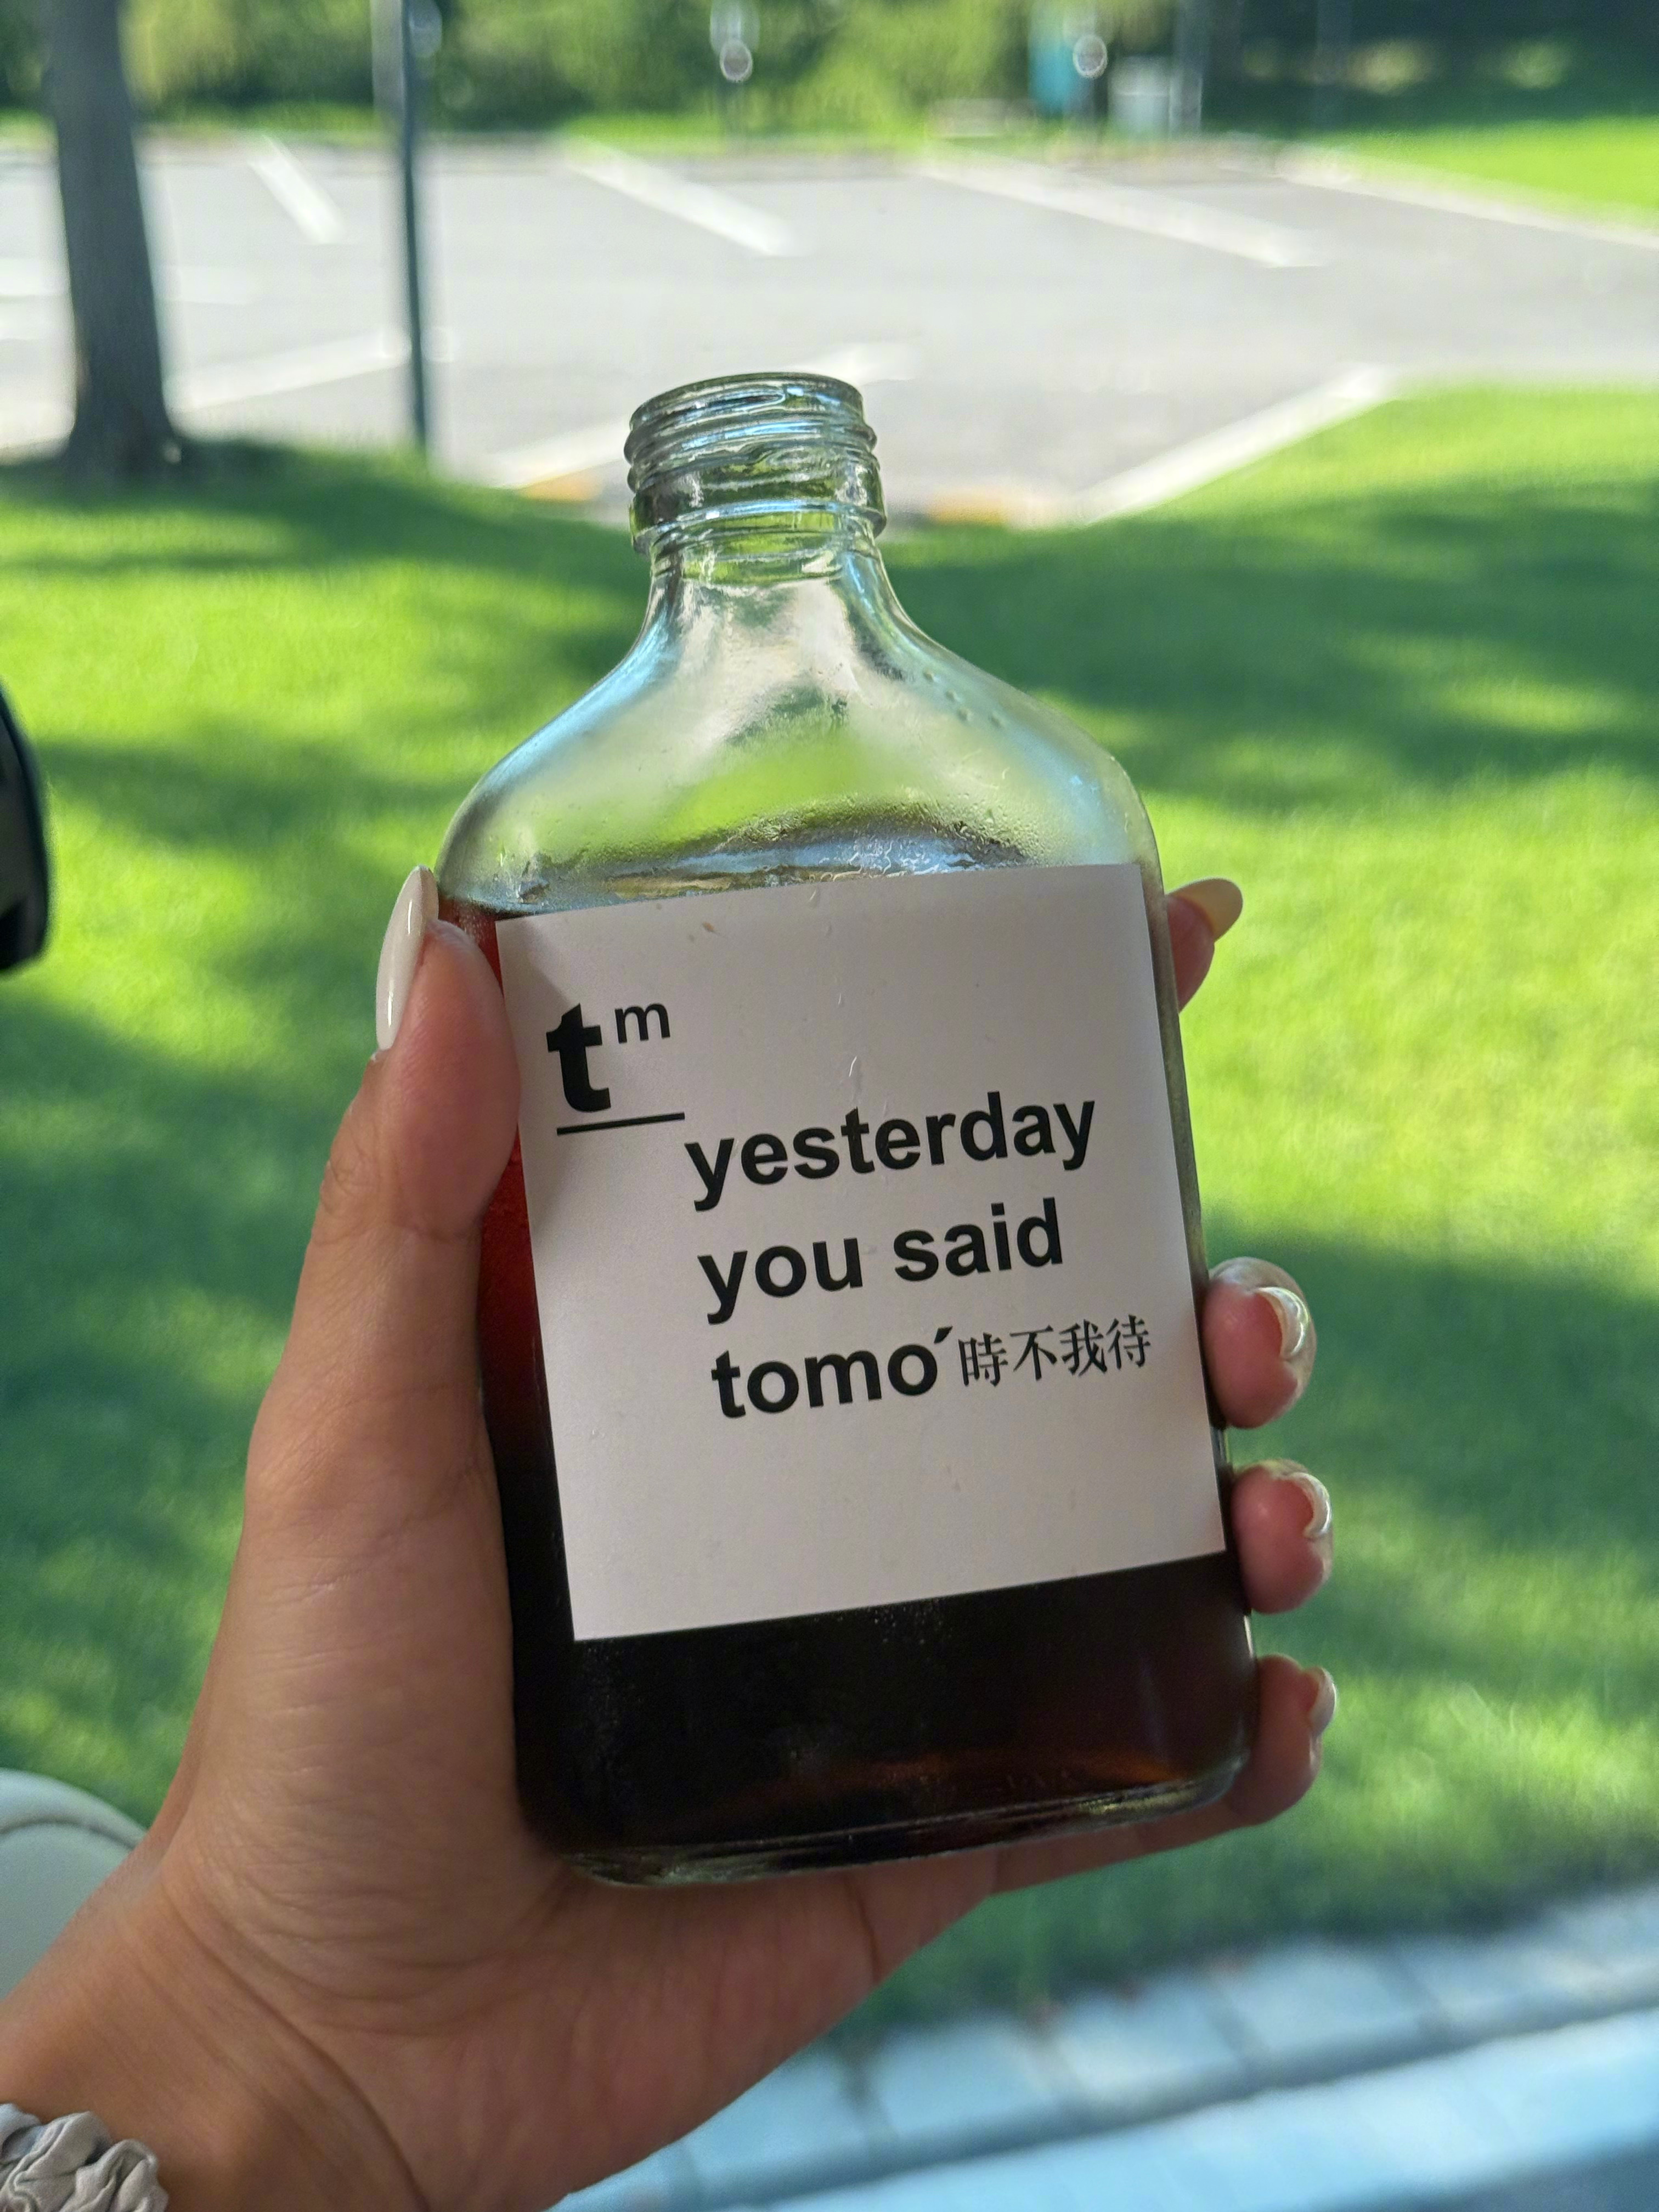 tm
yesterday
you said
tomo´時不我待